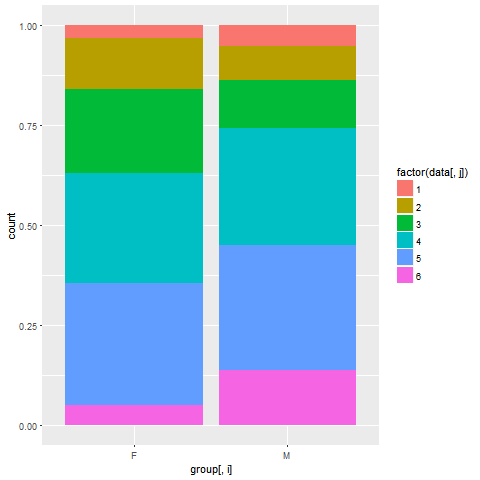 1.00
0.75
0.50
0.25
0.00
count
F
M
group[, i]
factor(data[, j])
1
2
3
4
5
6